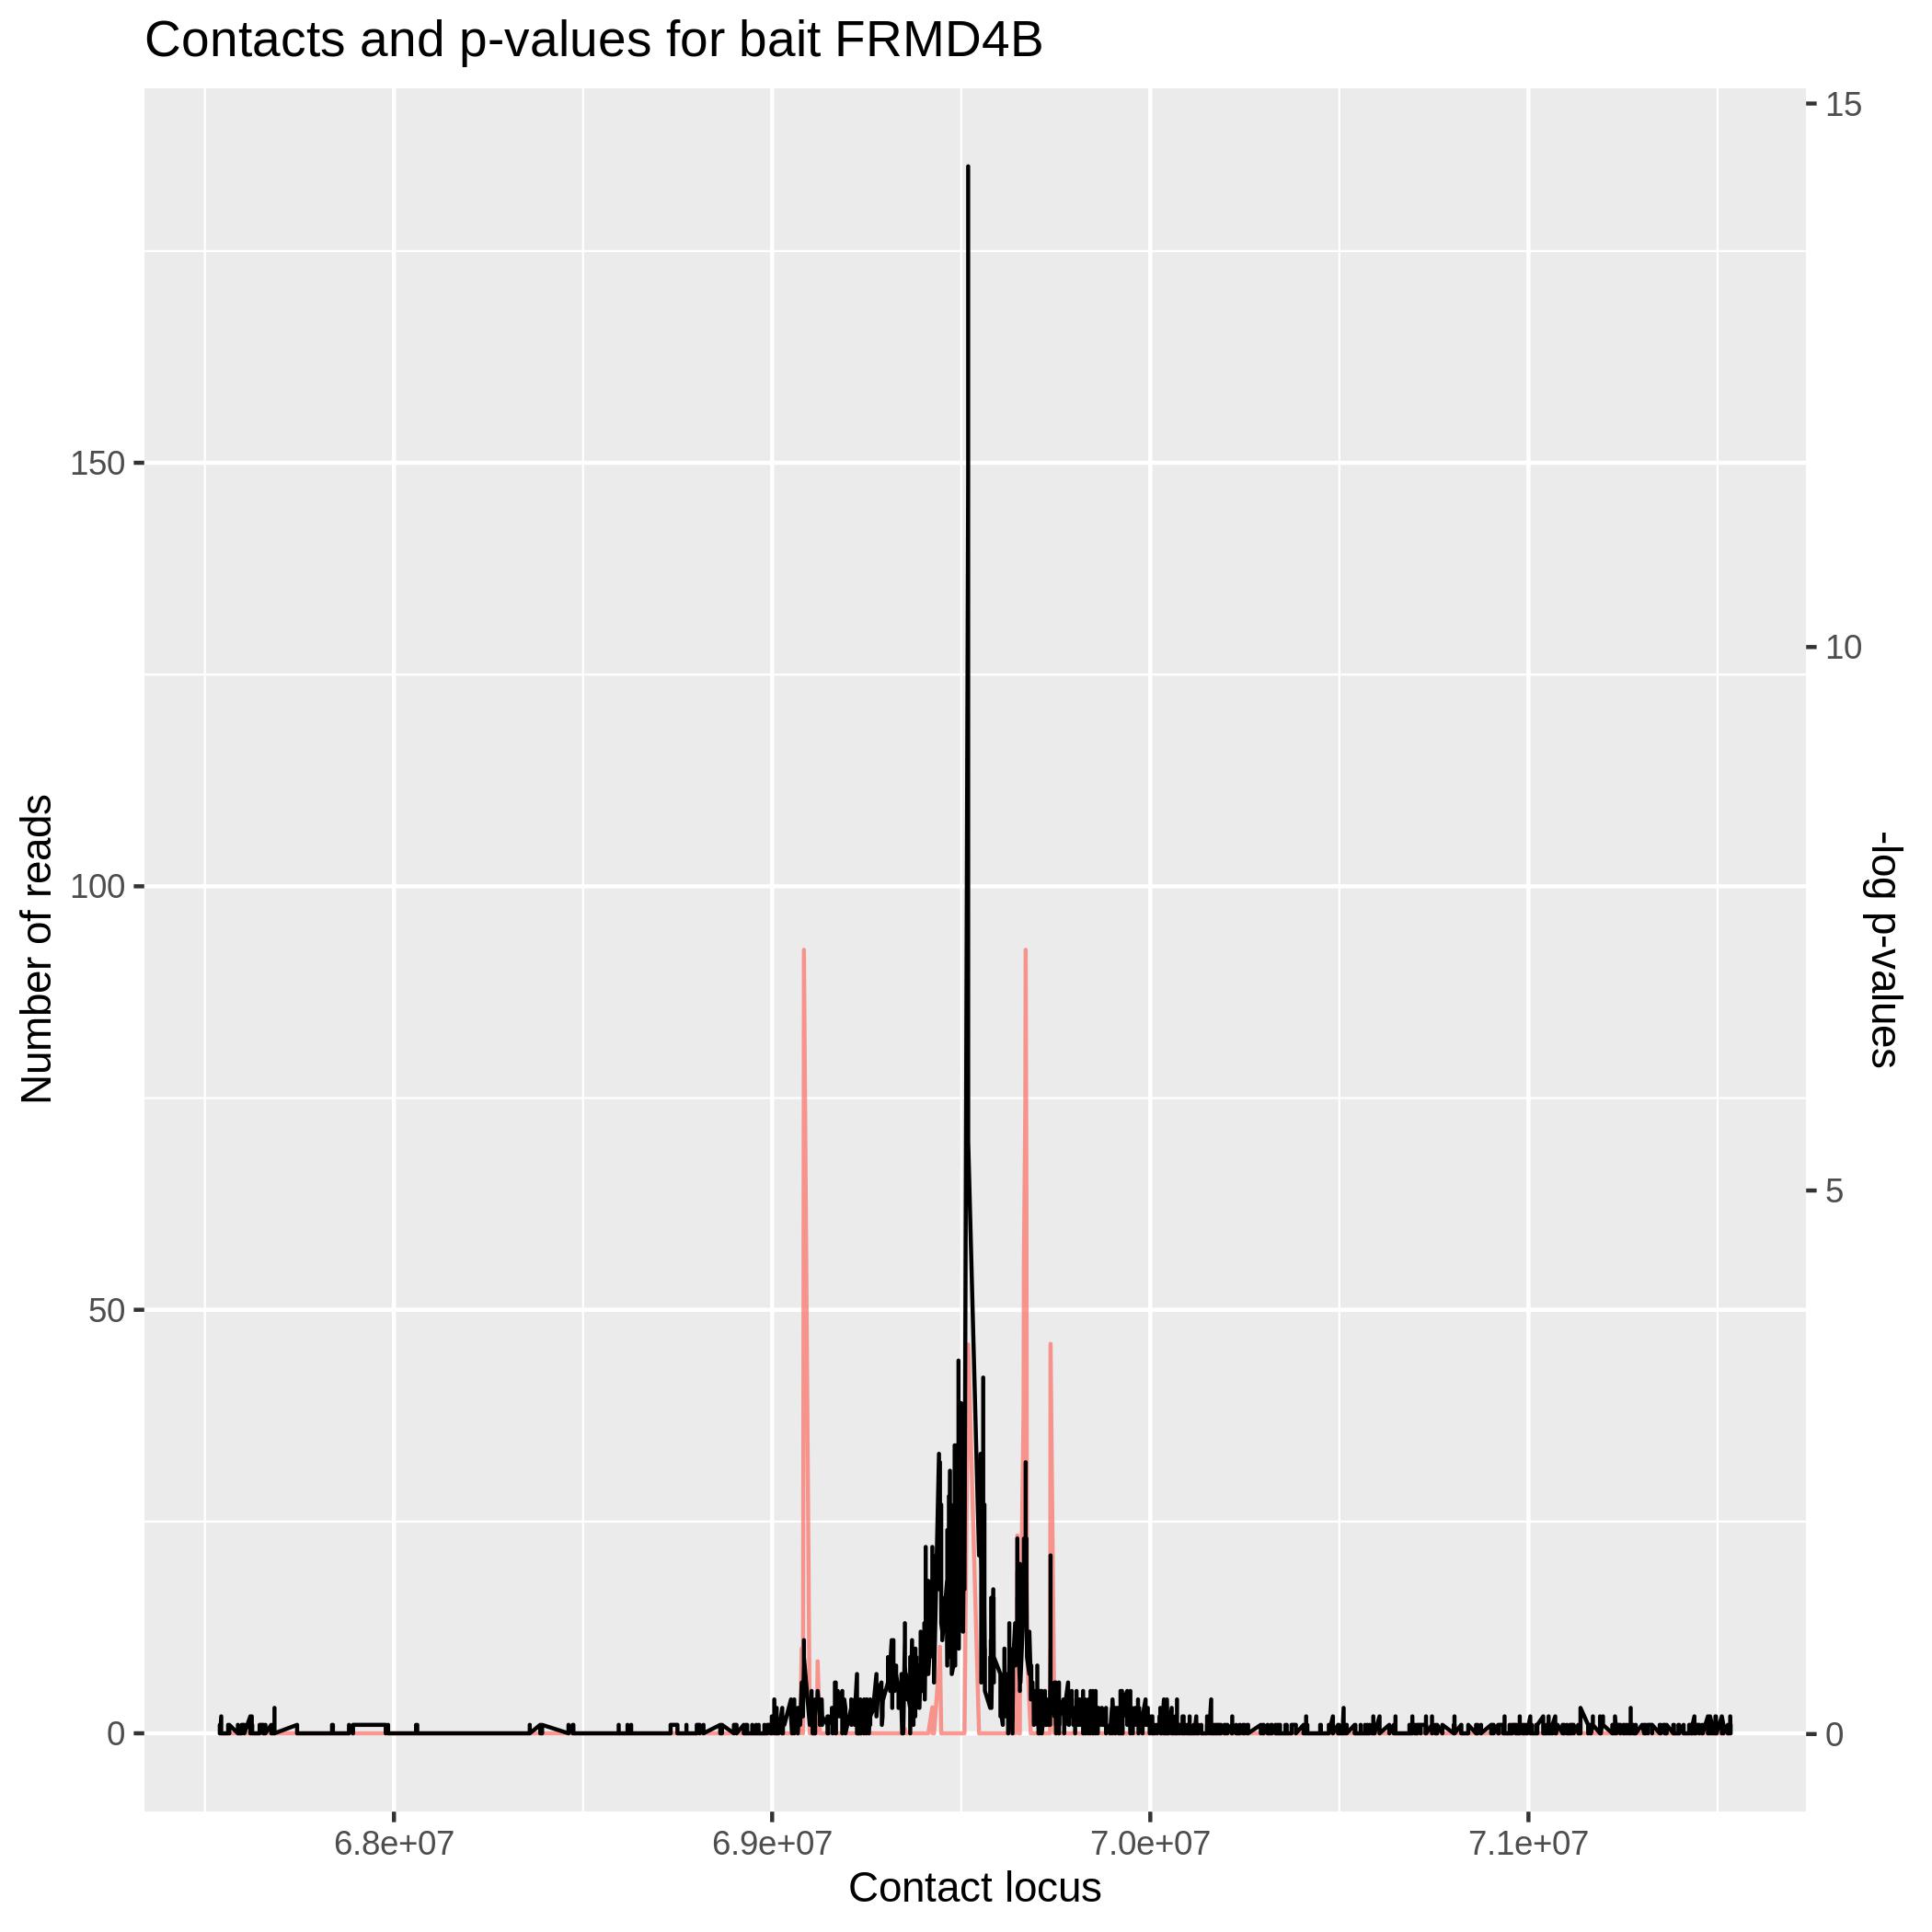 Contacts and p-values for bait FRMD4B
15
10
5
0
-log p-values
150
100
50
0
Number of reads
6.8e+07 6.9e+07 7.0e+07 7.1e+07
Contact locus